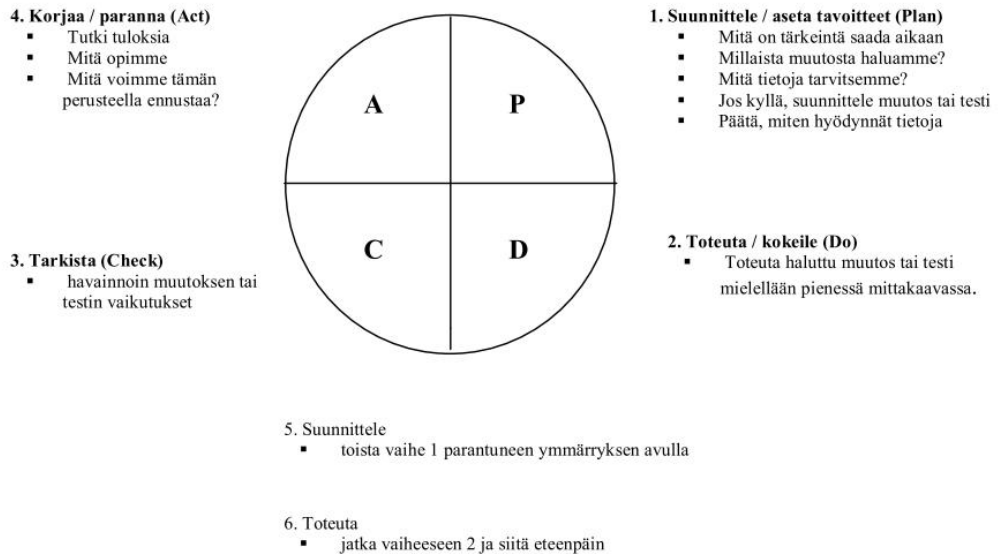 4. Korjaa / paranna (Act)
▪ Tutki tuloksia
▪ Mitä opimme
▪ Mitä voimme tämän
perusteella ennustaa?
1. Suunnittele / aseta tavoitteet (Plan)
▪ Mitä on tärkeintä saada aikaan
▪ Millaista muutosta haluamme?
▪ Mitä tietoja tarvitsemme?
▪ Jos kyllä, suunnittele muutos tai testi
▪ Päätä, miten hyödynnät tietoja
A
P
C
D
3. Tarkista (Check)
▪ havainnoin muutoksen tai
testin vaikutukset
2. Toteuta / kokeile (Do)
▪ Toteuta haluttu muutos tai testi
mielellään pienessä mittakaavassa.
5. Suunnittele
▪ toista vaihe 1 parantuneen ymmärryksen avulla
6. Toteuta
▪ jatka vaiheeseen 2 ja siitä eteenpäin